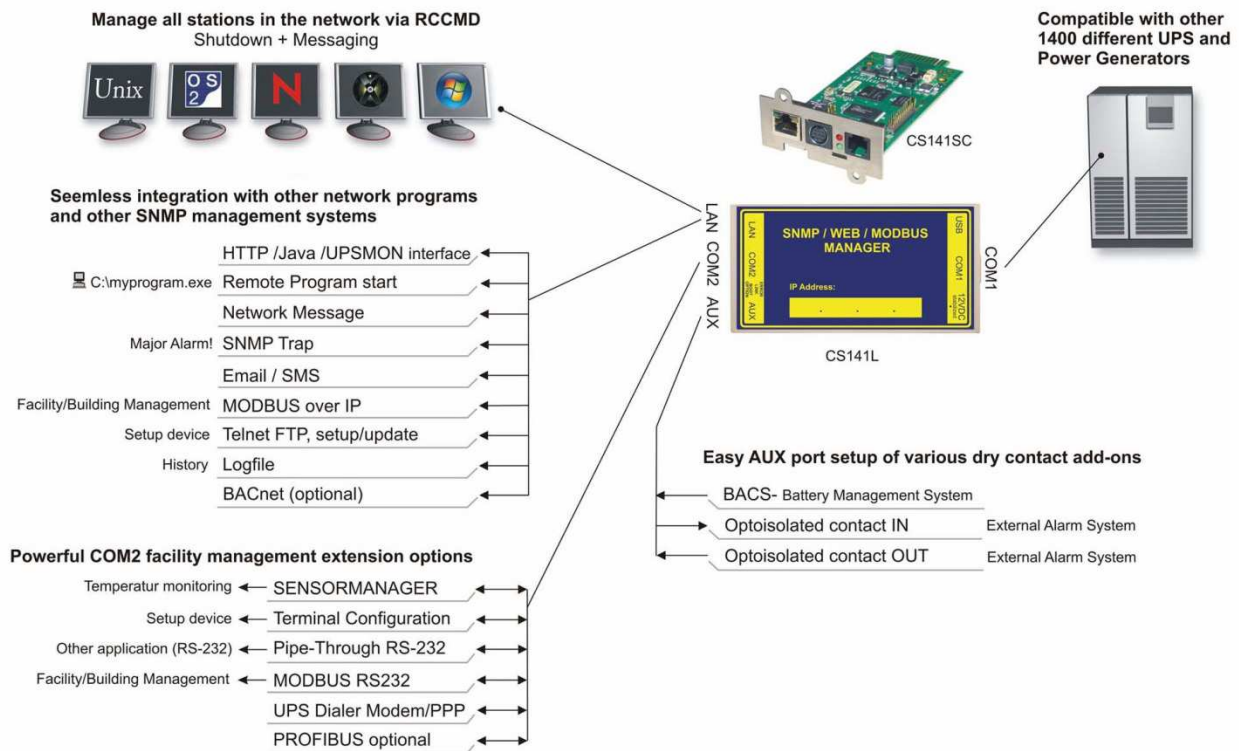 Manage all stations in the network via RCCMD
Shutdown + Messaging
Unix
OS
2
N
CS141SC
Compatible with other
1400 different UPS and
Power Generators
Seemless integration with other network programs
and other SNMP management systems
HTTP /Java /UPSMON interface
C:\myprogram.exe Remote Program start
Network Message
Major Alarm! SNMP Trap
Email / SMS
Facility/Building Management MODBUS over IP
Setup device Telnet FTP, setup/update
History Logfile
BACnet (optional)
LAN COM2 AUX
LAN COM2 AUX
SNMP / WEB / MODBUS
MANAGER
IP Address:
. . .
USB COM1 12VDC
COM1
CS141L
Easy AUX port setup of various dry contact add-ons
BACS- Battery Management System
Optoisolated contact IN External Alarm System
Optoisolated contact OUT External Alarm System
Powerful COM2 facility management extension options
Temperatur monitoring SENSORMANAGER
Setup device Terminal Configuration
Other application (RS-232) Pipe-Through RS-232
Facility/Building Management MODBUS RS232
UPS Dialer Modem/PPP
PROFIBUS optional